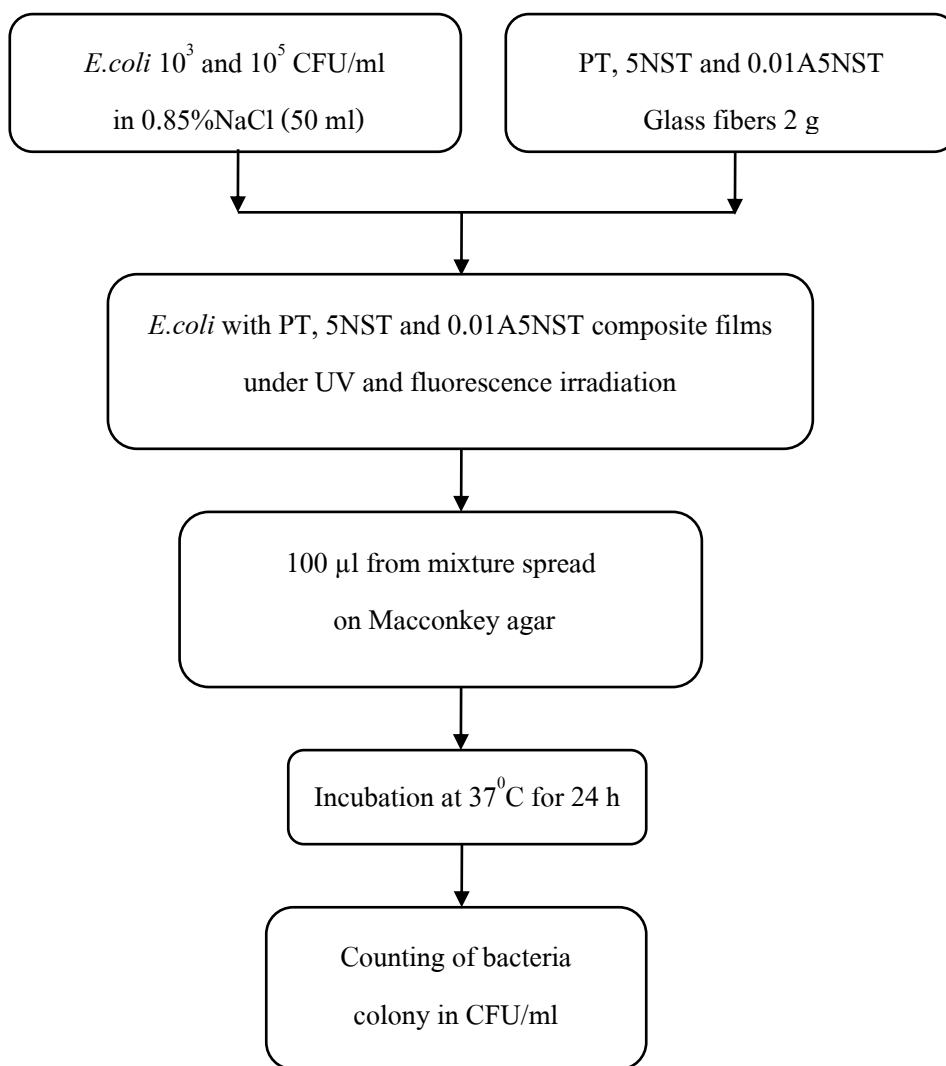 E.coli 10³ and 10⁵ CFU/ml
in 0.85%NaCl (50 ml)
PT, 5NST and 0.01A5NST
Glass fibers 2 g
E.coli with PT, 5NST and 0.01A5NST composite films
under UV and fluorescence irradiation
100 µl from mixture spread
on Macconkey agar
Incubation at 37⁰C for 24 h
Counting of bacteria
colony in CFU/ml